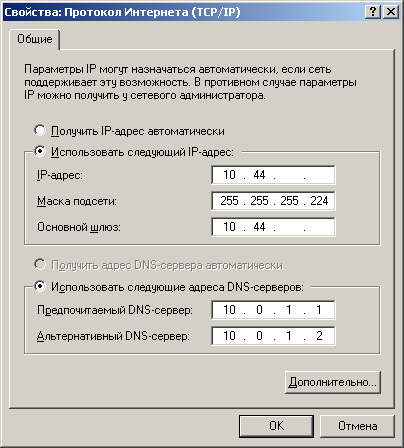 Свойства: Протокол Интернета (TCP/IP)
Общие
Параметры IP могут назначаться автоматически, если сеть
поддерживает эту возможность. В противном случае параметры
IP можно получить у сетевого администратора.
Получить IP-адрес автоматически
Использовать следующий IP-адрес:
IP-адрес: 10 . 44 . .
Маска подсети: 255 . 255 . 255 . 224
Основной шлюз: 10 . 44 . .
Получить адрес DNS-сервера автоматически
Использовать следующие адреса DNS-серверов:
Предпочитаемый DNS-сервер: 10 . 0 . 1 . 1
Альтернативный DNS-сервер: 10 . 0 . 1 . 2
Дополнительно...
OK Отмена